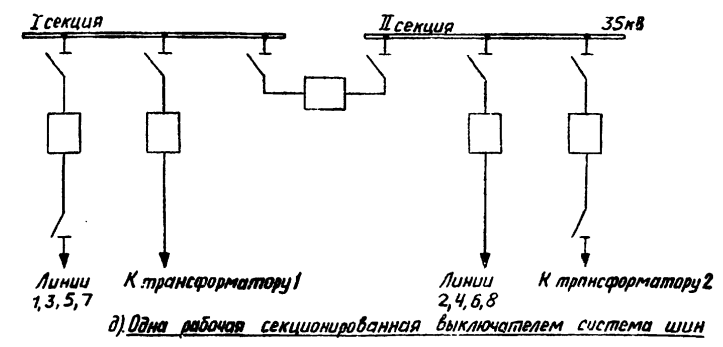 I секция
II секция
35кв
Линии
1,3,5,7
К трансформатору 1
Линии
2,4,6,8
К трансформатору 2
д). Одна рабочая секционированная выключателем система шин